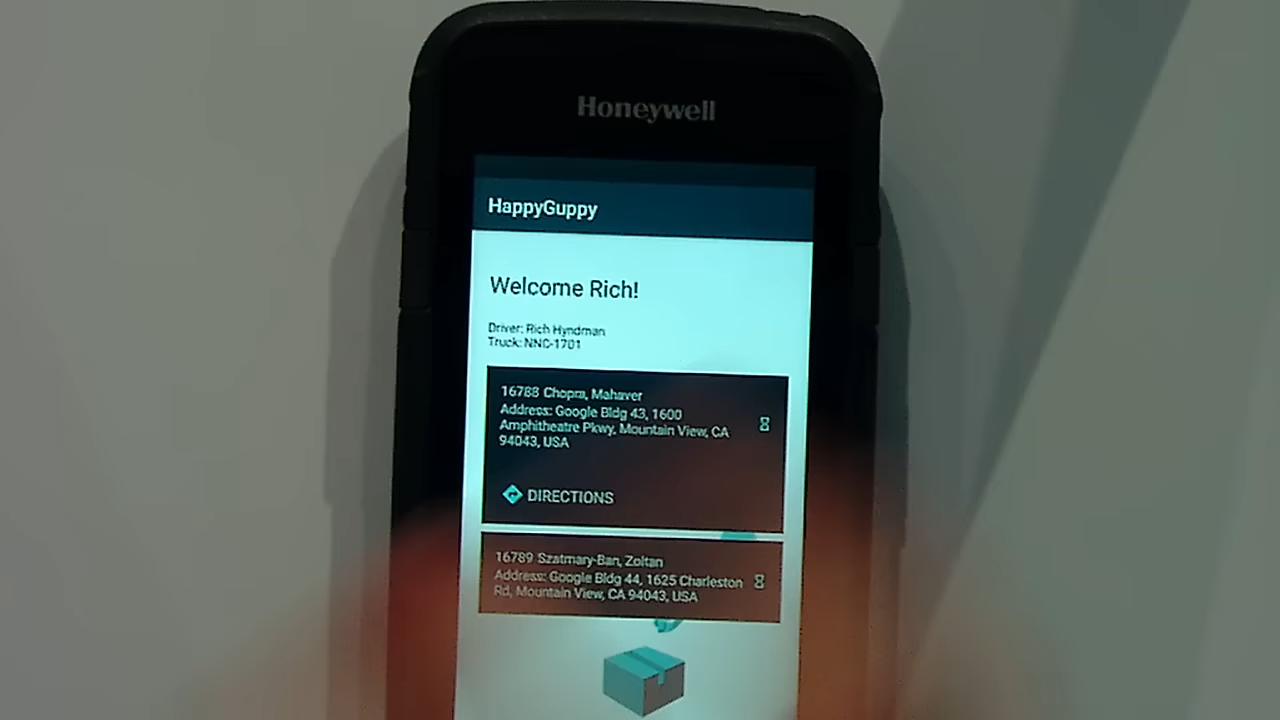 Honeywell
HappyGuppy
Welcome Rich!
Driver: Rich Hyndman
Truck: NNC-1701
16788 Chopra, Mahaver
Address: Google Bldg 43, 1600
Amphitheatre Pkwy, Mountain View, CA
94043, USA
DIRECTIONS
16789 Szatmary-Ban, Zoltan
Address: Google Bldg 44, 1625 Charleston
Rd, Mountain View, CA 94043, USA